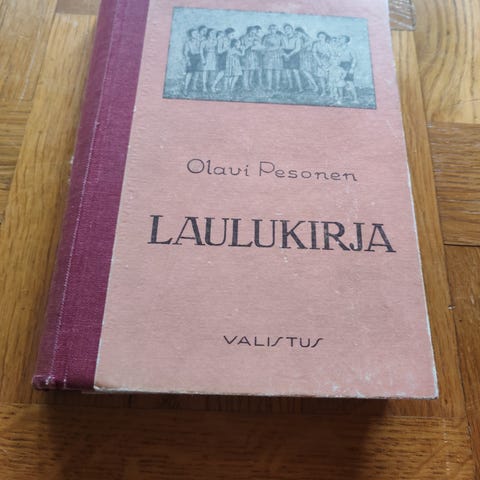 Olavi Pesonen
LAULUKIRJA
VALISTUS